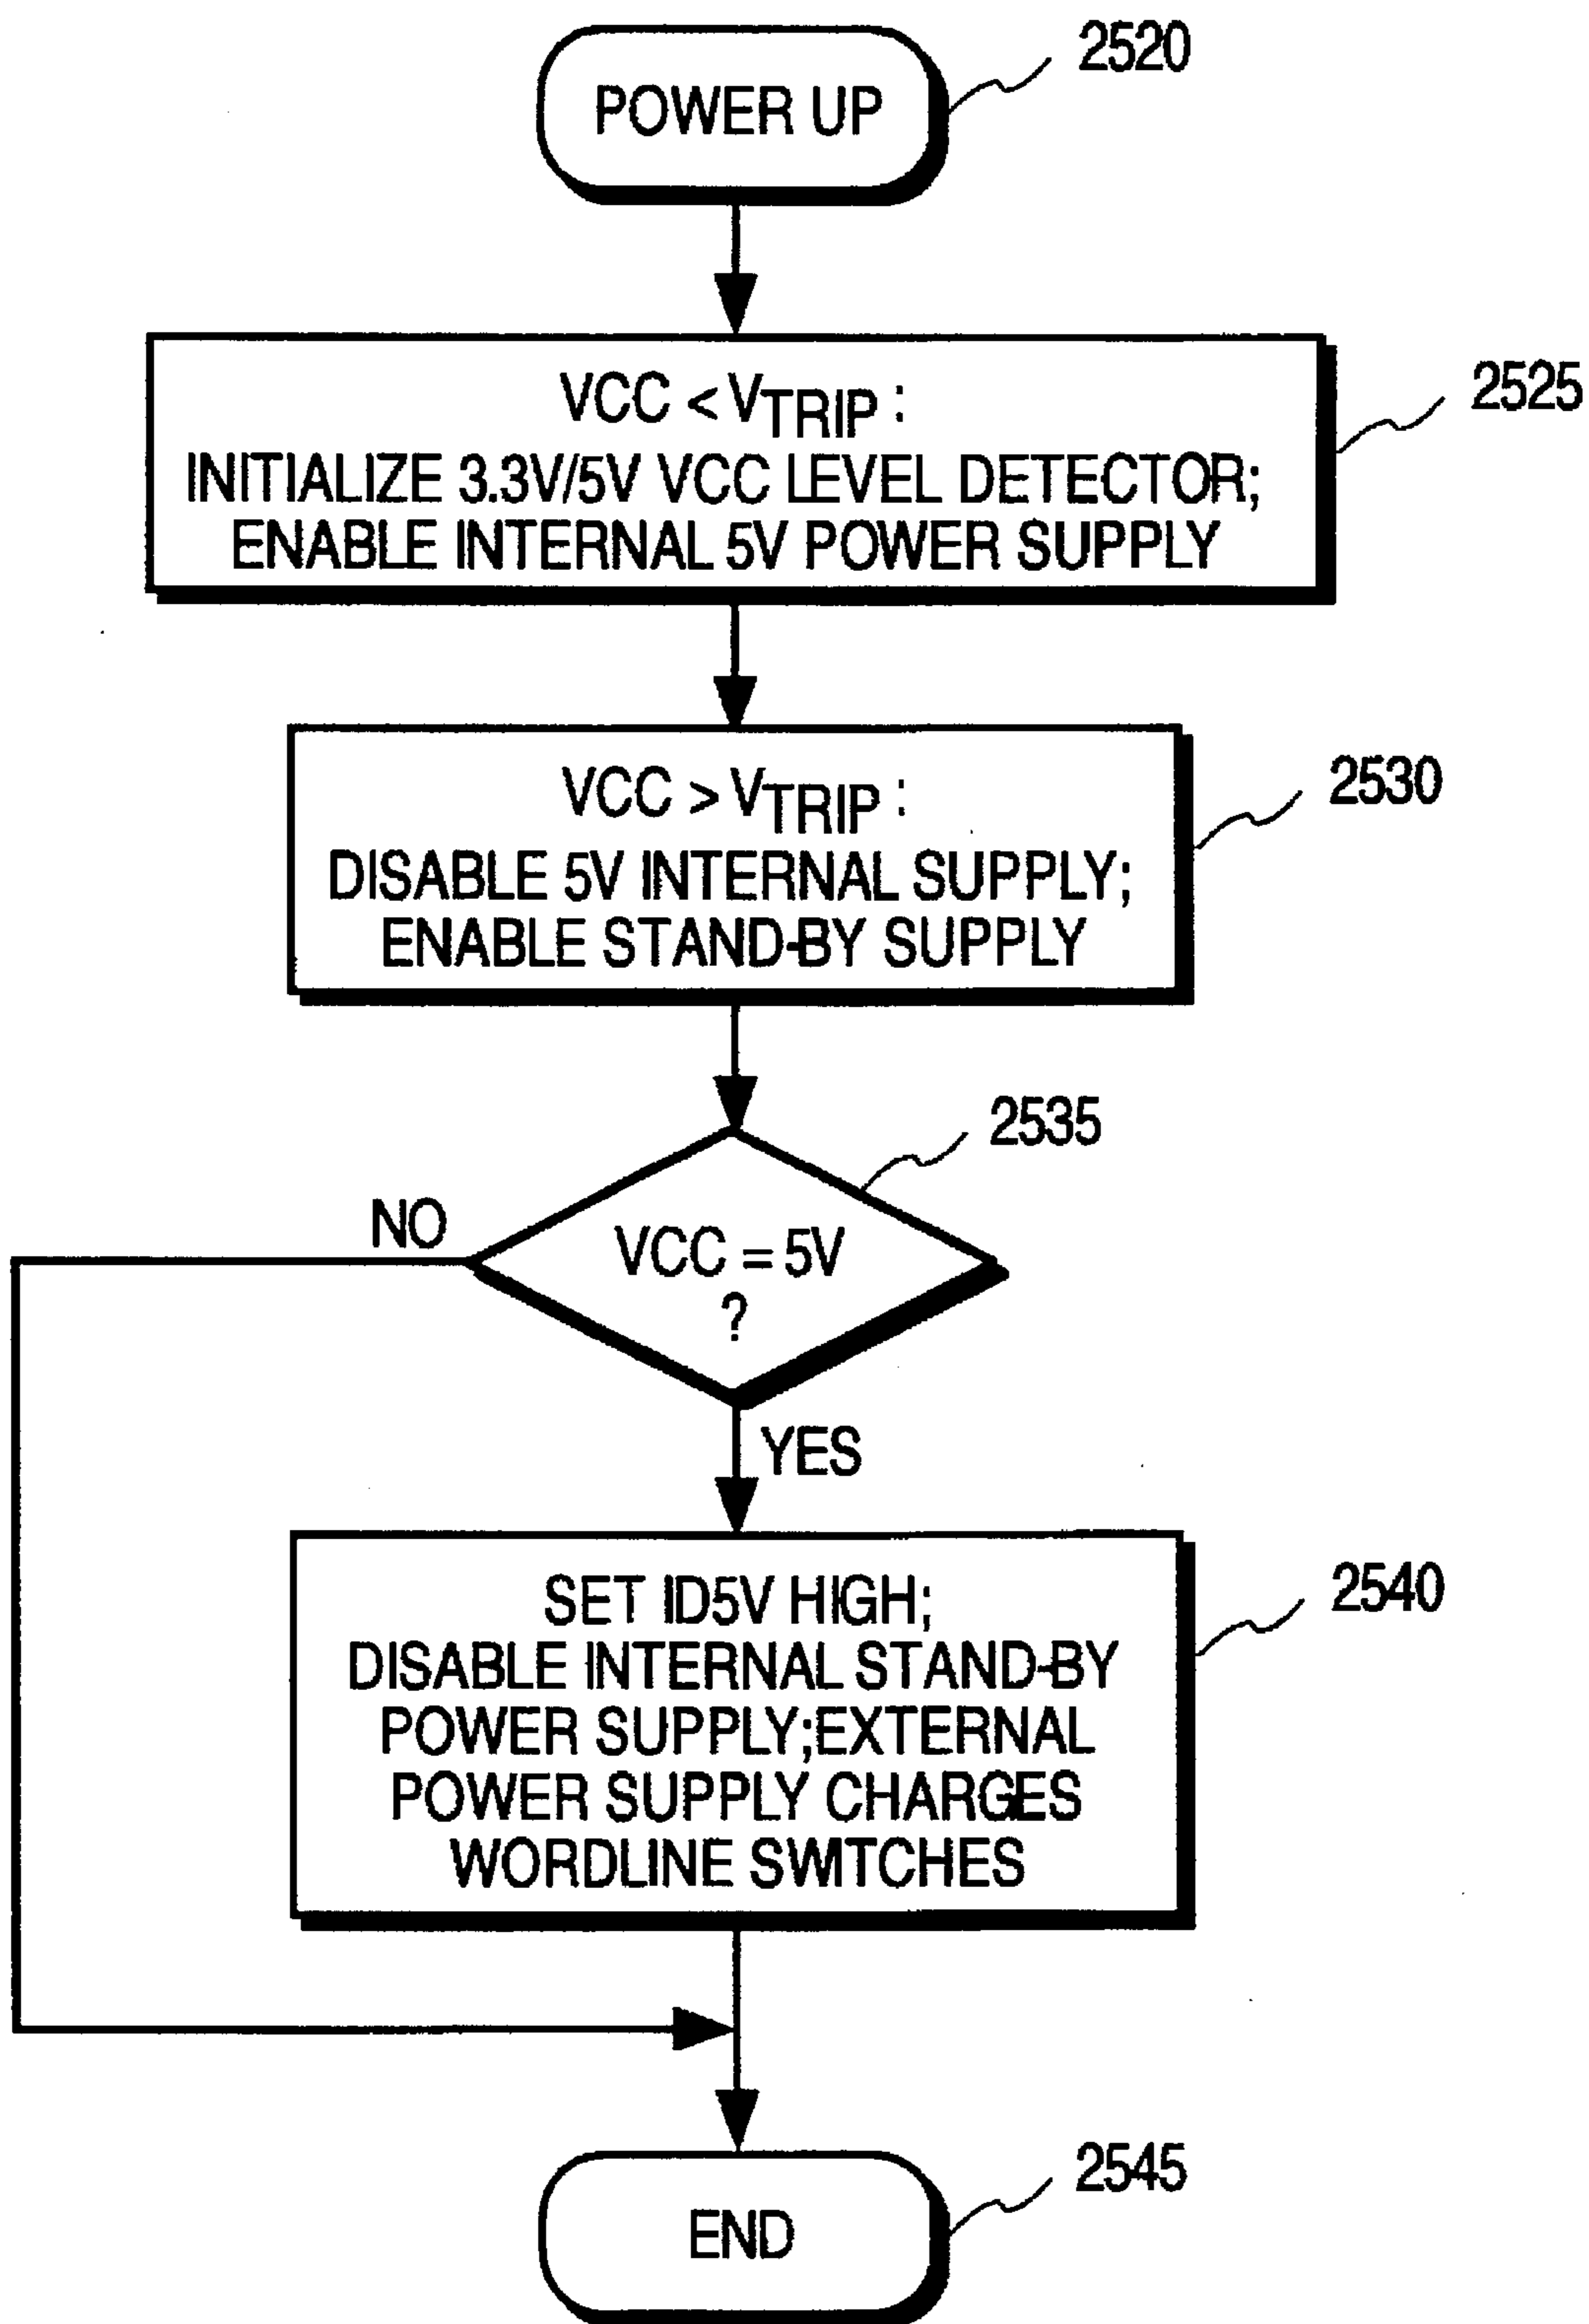 POWER UP
2520
VCC < VTRIP :
INITIALIZE 3.3V/5V VCC LEVEL DETECTOR;
ENABLE INTERNAL 5V POWER SUPPLY
2525
VCC > VTRIP :
DISABLE 5V INTERNAL SUPPLY;
ENABLE STAND-BY SUPPLY
2530
2535
NO
VCC = 5V
?
YES
SET ID5V HIGH;
DISABLE INTERNAL STAND-BY
POWER SUPPLY;EXTERNAL
POWER SUPPLY CHARGES
WORDLINE SWITCHES
2540
END
2545